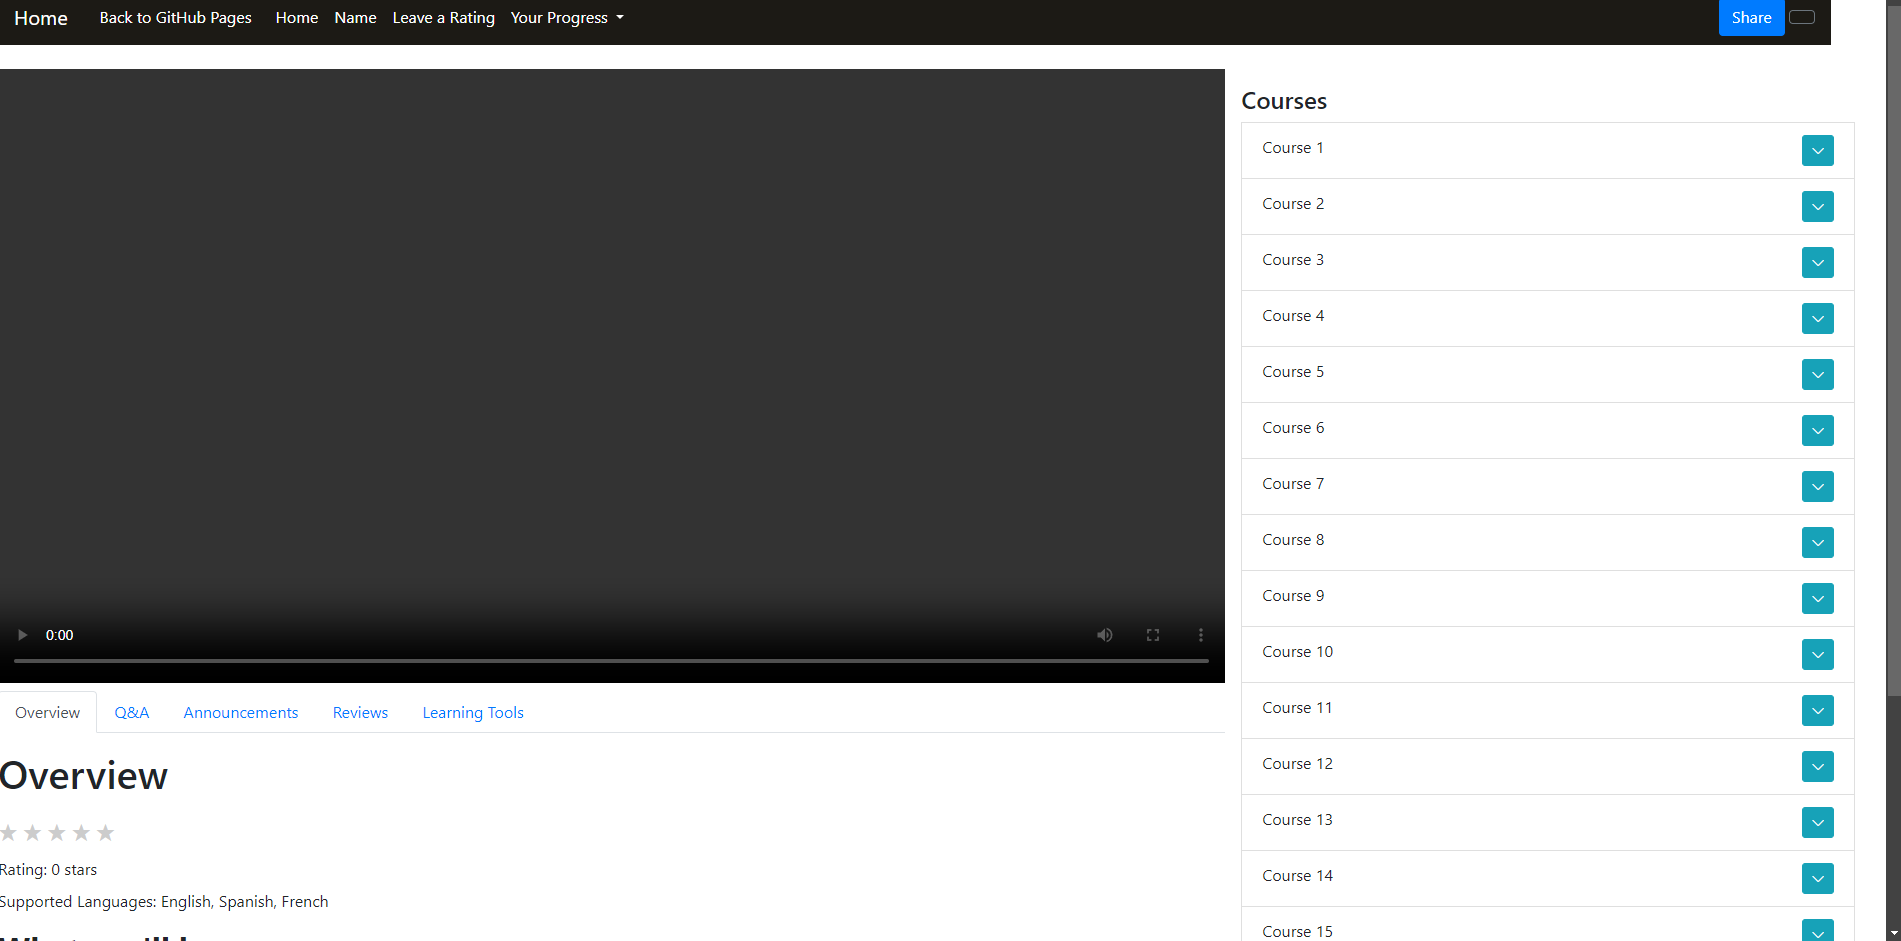 Home Back to GitHub Pages Home Name Leave a Rating Your Progress Share
0:00
Overview Q&A Announcements Reviews Learning Tools
Overview
Rating: 0 stars
Supported Languages: English, Spanish, French
Courses
Course 1
Course 2
Course 3
Course 4
Course 5
Course 6
Course 7
Course 8
Course 9
Course 10
Course 11
Course 12
Course 13
Course 14
Course 15